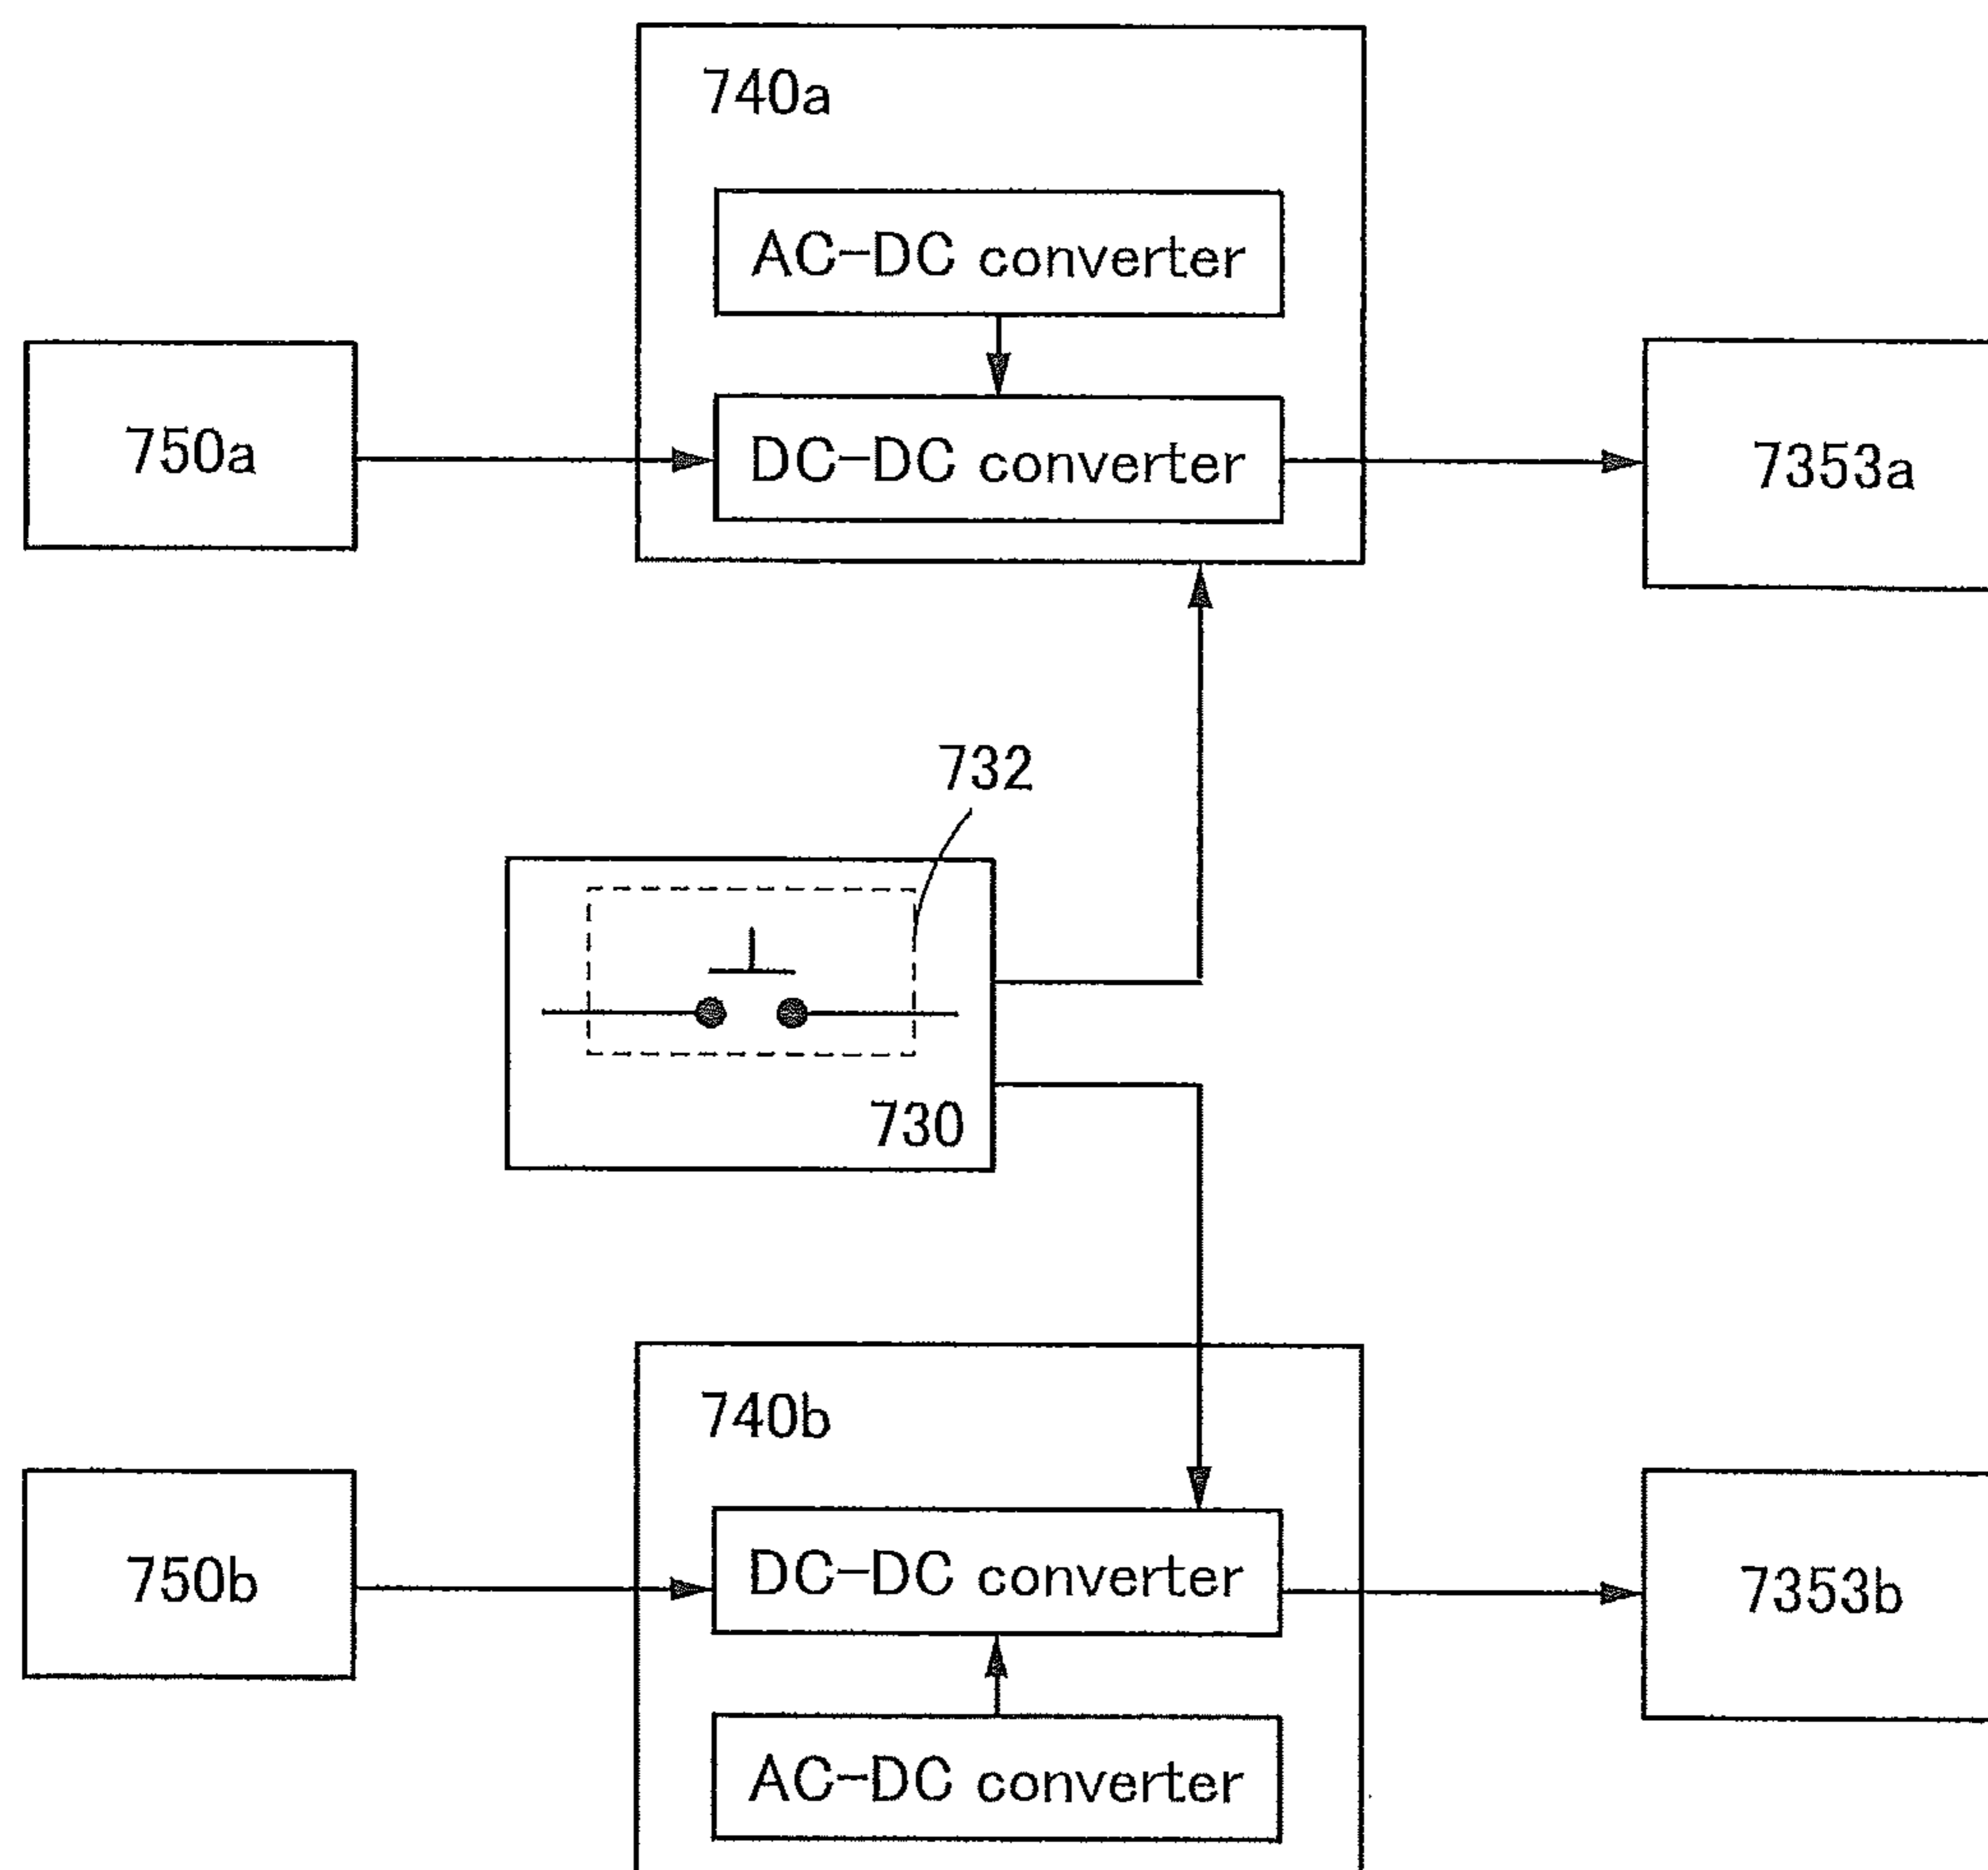 740a
AC-DC converter
750a
DC-DC converter
7353a
732
730
740b
750b
DC-DC converter
7353b
AC-DC converter